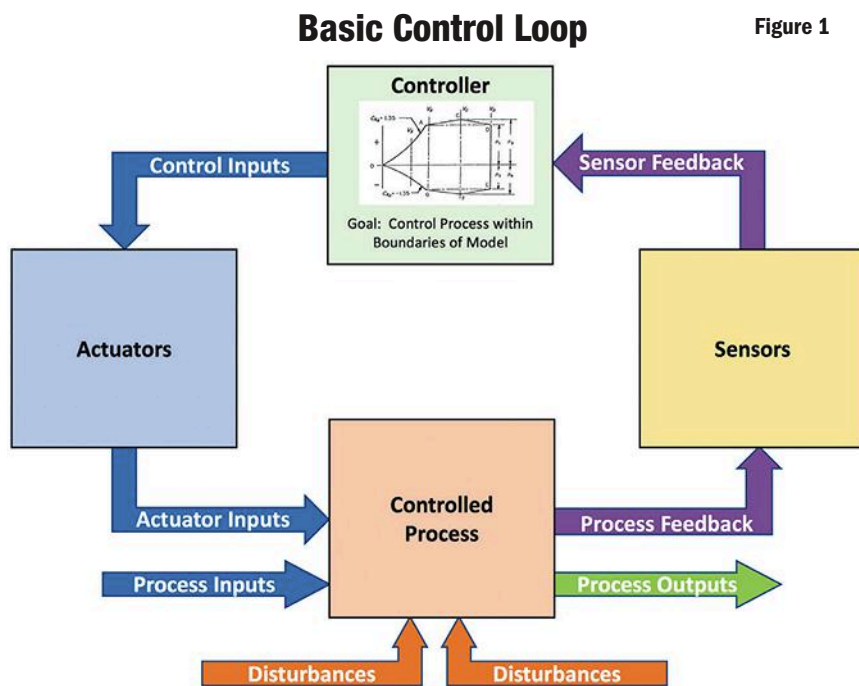 Basic Control Loop
Figure 1
Controller
+
0
−
A
D
Goal: Control Process within
Boundaries of Model
Control Inputs
Sensor Feedback
Actuators
Sensors
Actuator Inputs
Controlled
Process
Process Feedback
Process Inputs
Process Outputs
Disturbances
Disturbances